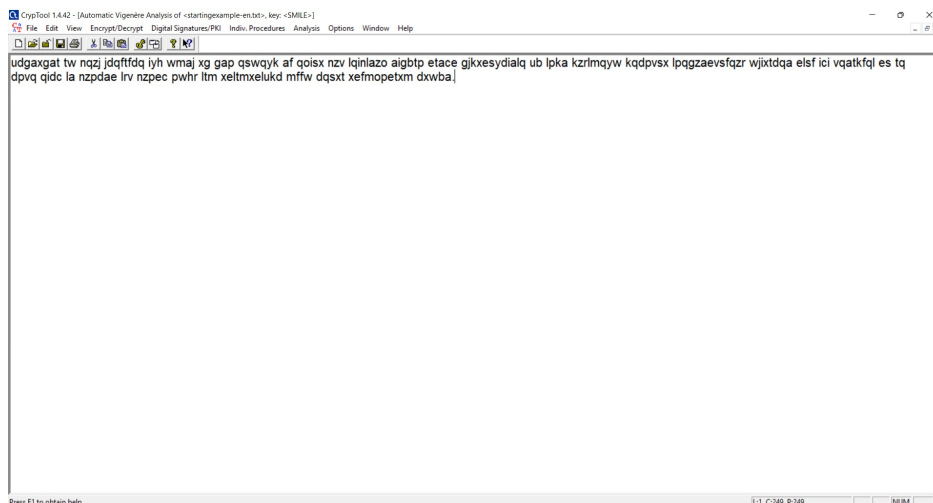 CrypTool 1.4.42 - [Automatic Vigenère Analysis of <startingexample-en.txt>, key: <SMILE>]
File Edit View Encrypt/Decrypt Digital Signatures/PKI Indiv. Procedures Analysis Options Window Help
udgaxgat tw nqzj jdqftfdq iyh wmaj xg gap qswqyk af qoisx nzv lqinlazo aigbtp etace gjkxesydialq ub lpka kzrlmqyw kqdpvsx lpqgzaevsfqzr wjixtdqa elsf ici vqatkfql es tq
dpvq qidc la nzpdae lrv nzpec pwhr ltm xeltmxelukd mffw dqsxt xefmopetxm dxwba.
Press F1 to obtain help.
L:1 C:249 P:249 NUM